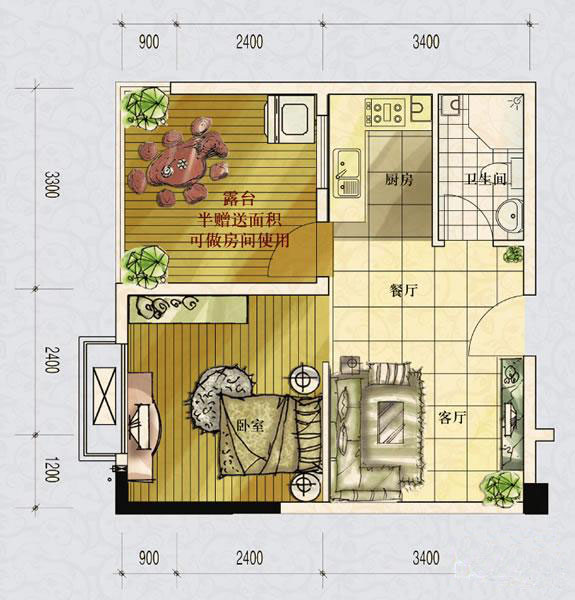 900 2400 3400
3300
2400
1200
厨房
卫生间
露台
半赠送面积
可做房间使用
餐厅
卧室
客厅
900 2400 3400